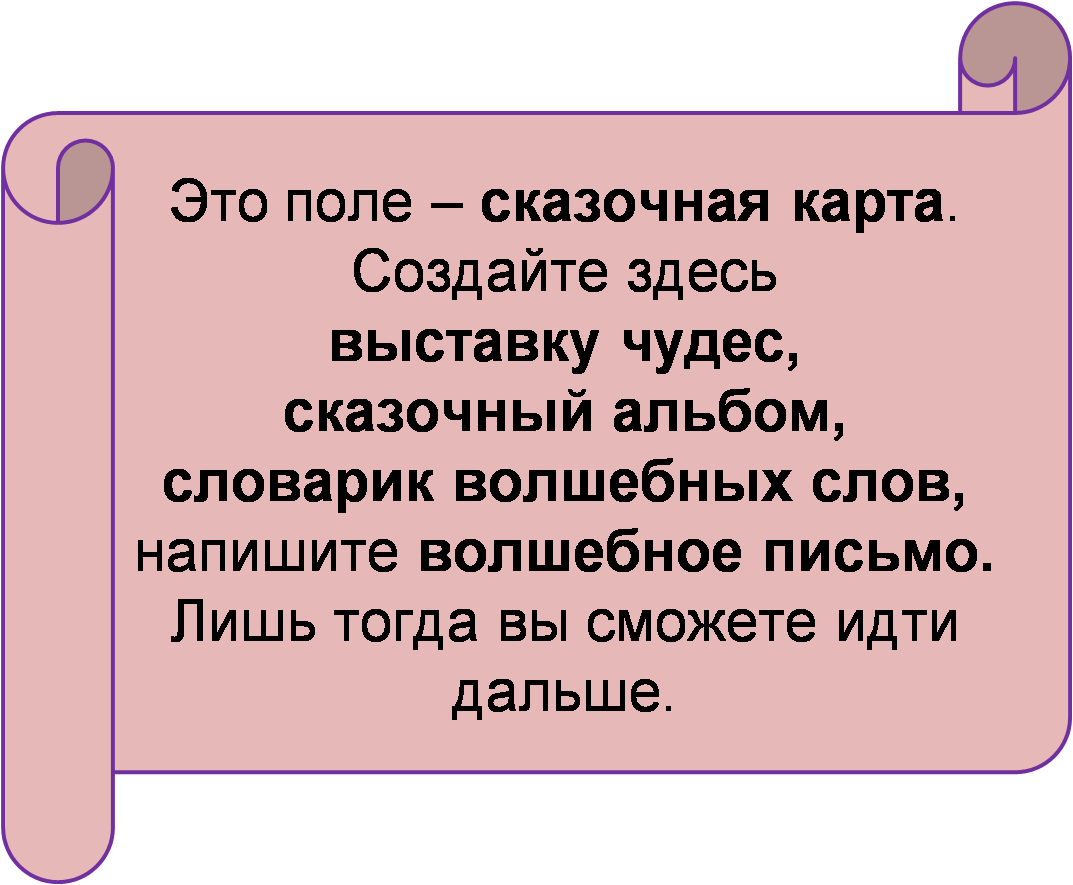 Это поле – сказочная карта.
Создайте здесь
выставку чудес,
сказочный альбом,
словарик волшебных слов,
напишите волшебное письмо.
Лишь тогда вы сможете идти
дальше.